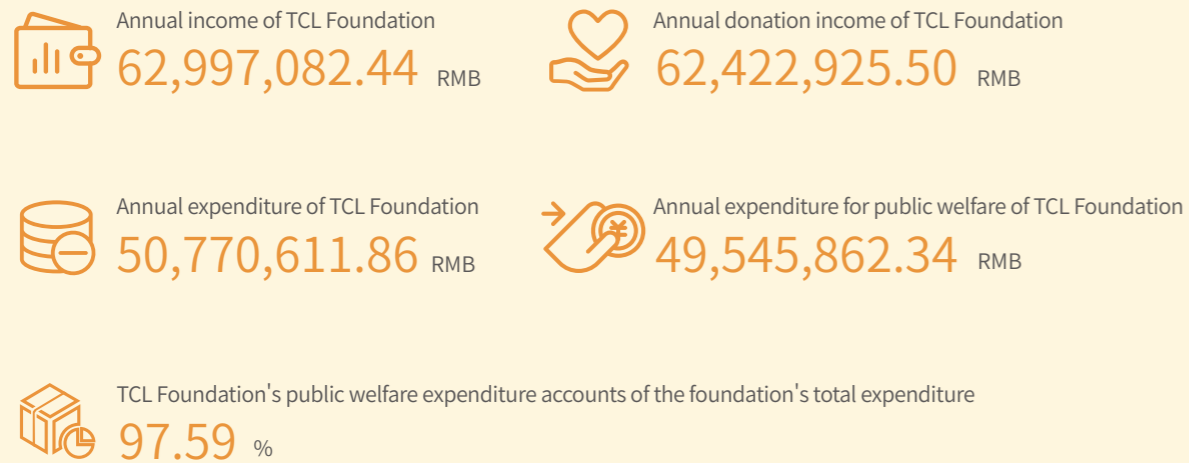 Annual income of TCL Foundation
62,997,082.44 RMB
Annual donation income of TCL Foundation
62,422,925.50 RMB
Annual expenditure of TCL Foundation
50,770,611.86 RMB
Annual expenditure for public welfare of TCL Foundation
49,545,862.34 RMB
TCL Foundation's public welfare expenditure accounts of the foundation's total expenditure
97.59 %